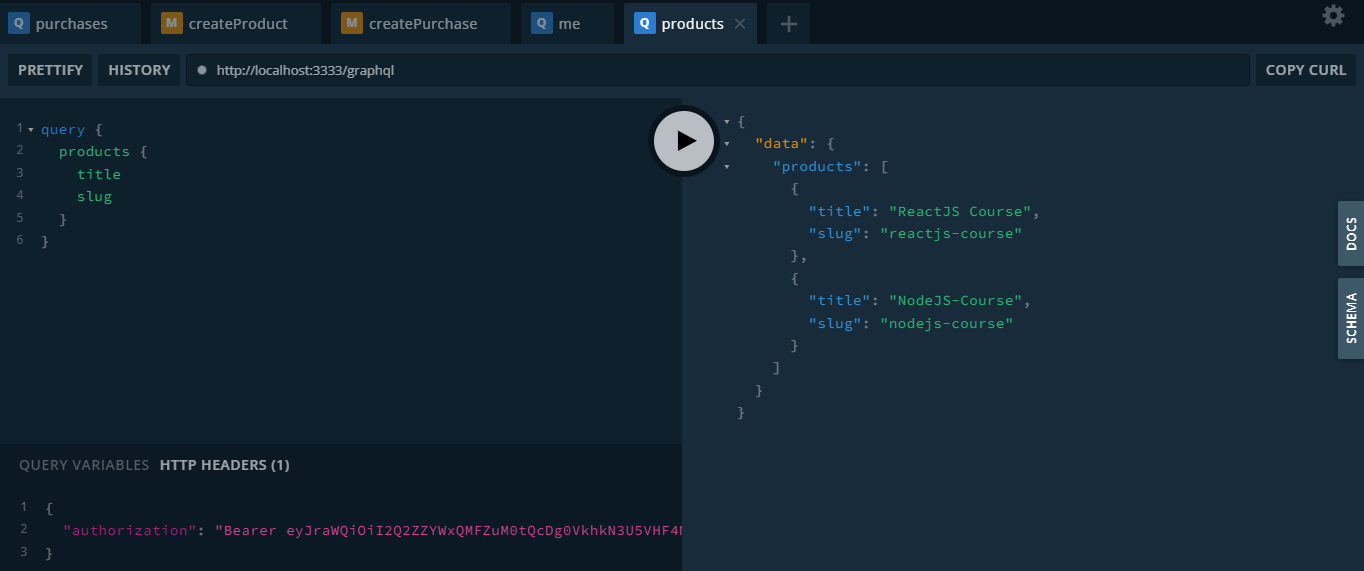 Q purchases M createProduct M createPurchase Q me Q products × +
PRETTIFY HISTORY http://localhost:3333/graphql COPY CURL
1 query {
2 products {
3 title
4 slug
5 }
6 }
{
"data": {
"products": [
{
"title": "ReactJS Course",
"slug": "reactjs-course"
},
{
"title": "NodeJS-Course",
"slug": "nodejs-course"
}
]
}
}
DOCS
SCHEMA
QUERY VARIABLES HTTP HEADERS (1)
1 {
2 "authorization": "Bearer
3 }